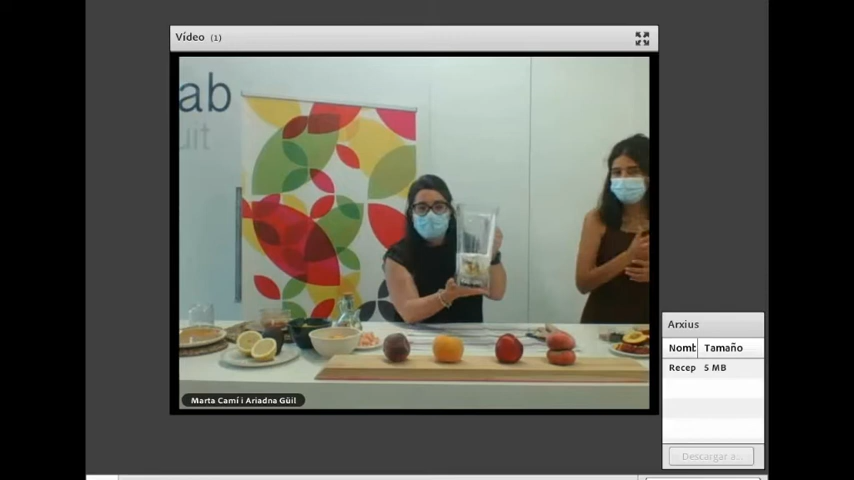 Vídeo (1)
ab
uit
Marta Camí i Ariadna Güil
Arxius
Nomb Tamaño
Recep 5 MB
Descargar a...